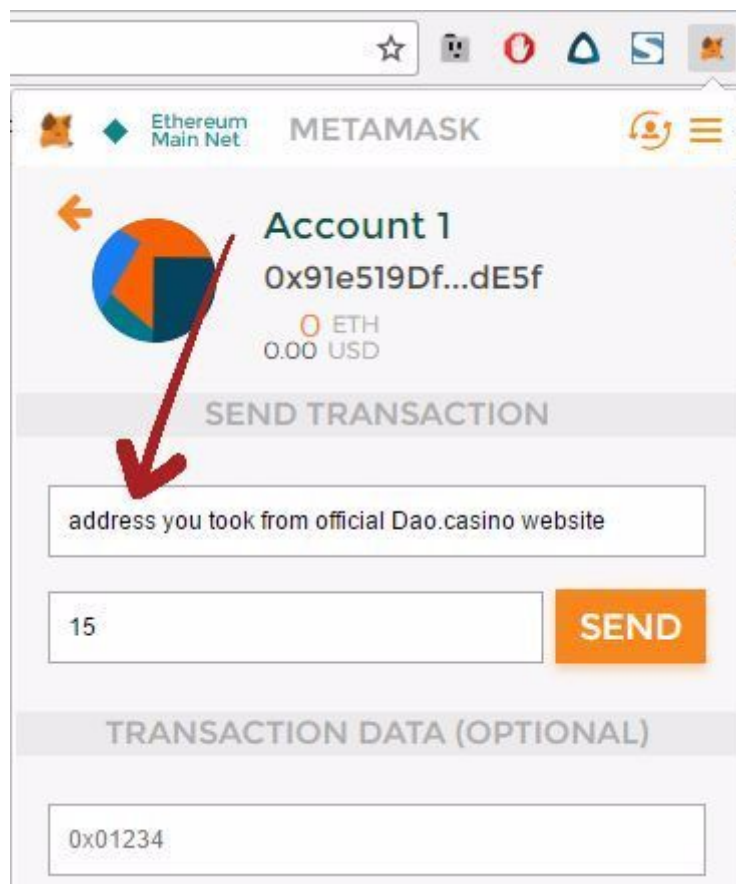 Ethereum
Main Net
METAMASK
Account 1
0x91e519Df...dE5f
0 ETH
0.00 USD
SEND TRANSACTION
address you took from official Dao.casino website
15
SEND
TRANSACTION DATA (OPTIONAL)
0x01234